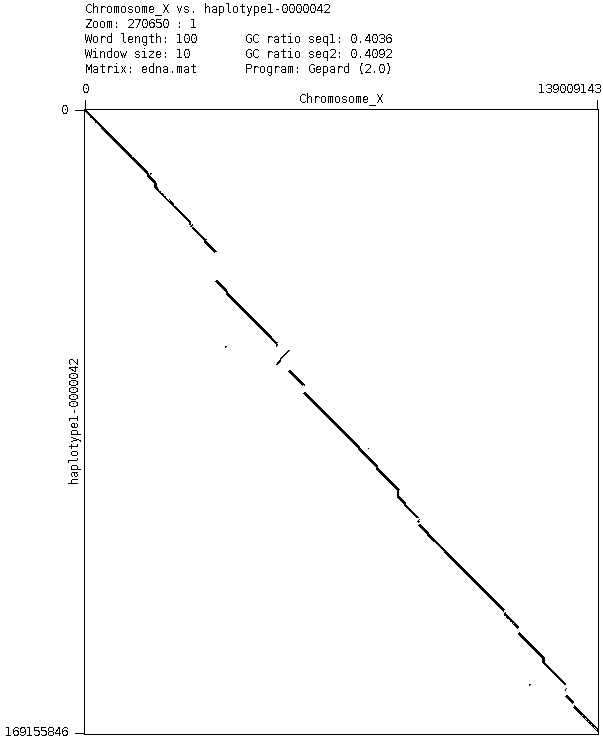 Chromosome_X vs. haplotype1-0000042
Zoom: 270650 : 1
Word length: 100 GC ratio seq1: 0.4036
Window size: 10 GC ratio seq2: 0.4092
Matrix: edna.mat Program: Gepard (2.0)
0 139009143
Chromosome_X
0
haplotype1-0000042
169155846